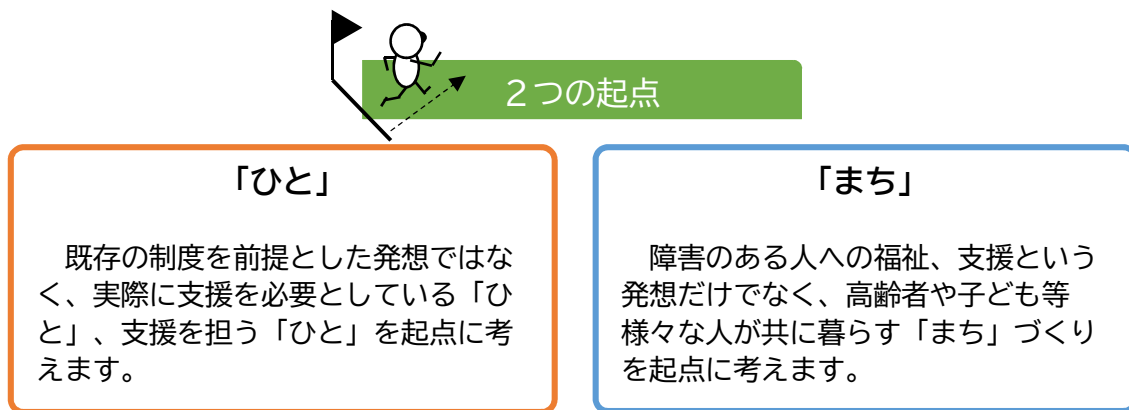 ２つの起点
「ひと」
　既存の制度を前提とした発想ではな
く、実際に支援を必要としている「ひ
と」、支援を担う「ひと」を起点に考
えます。
「まち」
　障害のある人への福祉、支援という
発想だけでなく、高齢者や子ども等
様々な人が共に暮らす「まち」づくり
を起点に考えます。